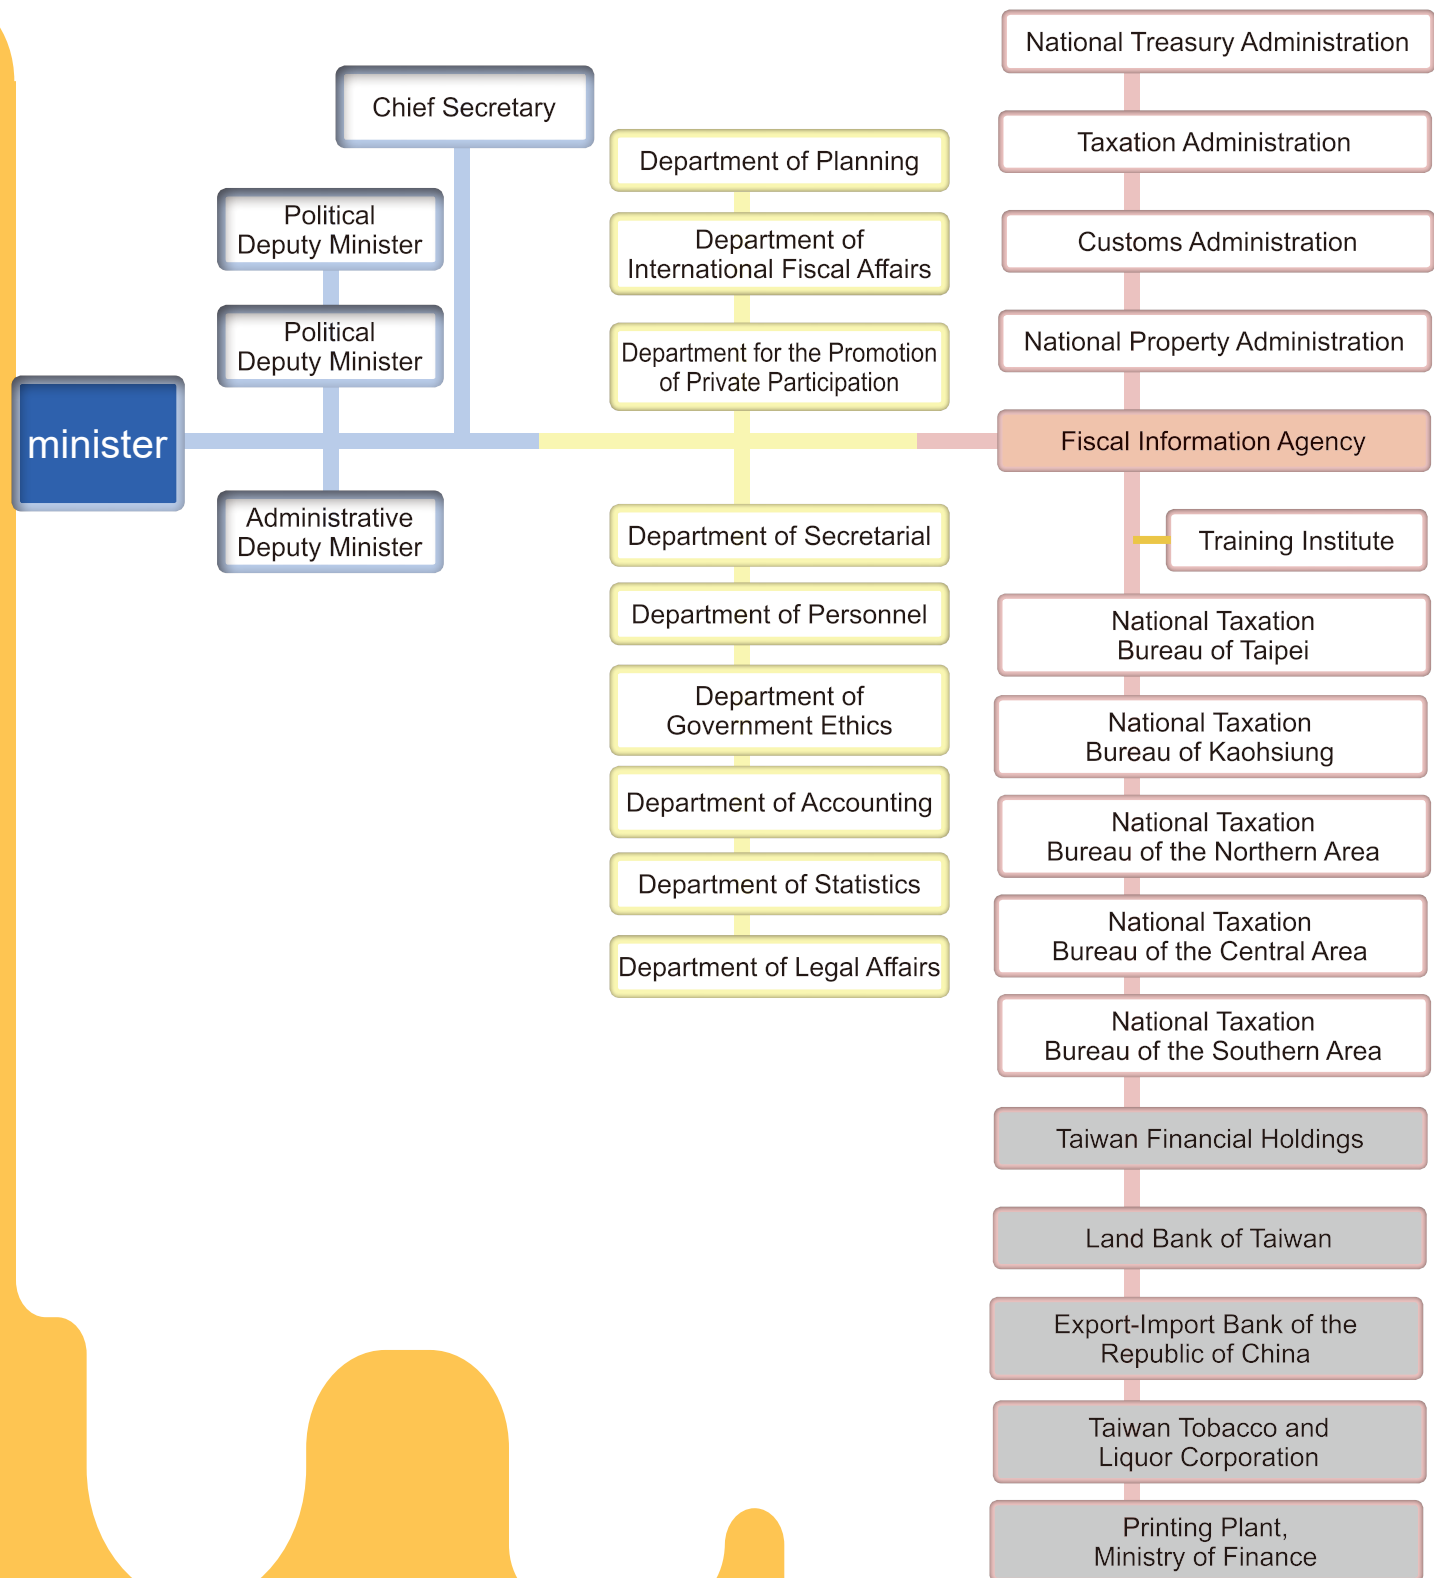 minister
Political
Deputy Minister
Political
Deputy Minister
Administrative
Deputy Minister
Chief Secretary
Department of Planning
Department of
International Fiscal Affairs
Department for the Promotion
of Private Participation
Department of Secretarial
Department of Personnel
Department of
Government Ethics
Department of Accounting
Department of Statistics
Department of Legal Affairs
National Treasury Administration
Taxation Administration
Customs Administration
National Property Administration
Fiscal Information Agency
Training Institute
National Taxation
Bureau of Taipei
National Taxation
Bureau of Kaohsiung
National Taxation
Bureau of the Northern Area
National Taxation
Bureau of the Central Area
National Taxation
Bureau of the Southern Area
Taiwan Financial Holdings
Land Bank of Taiwan
Export-Import Bank of the
Republic of China
Taiwan Tobacco and
Liquor Corporation
Printing Plant,
Ministry of Finance